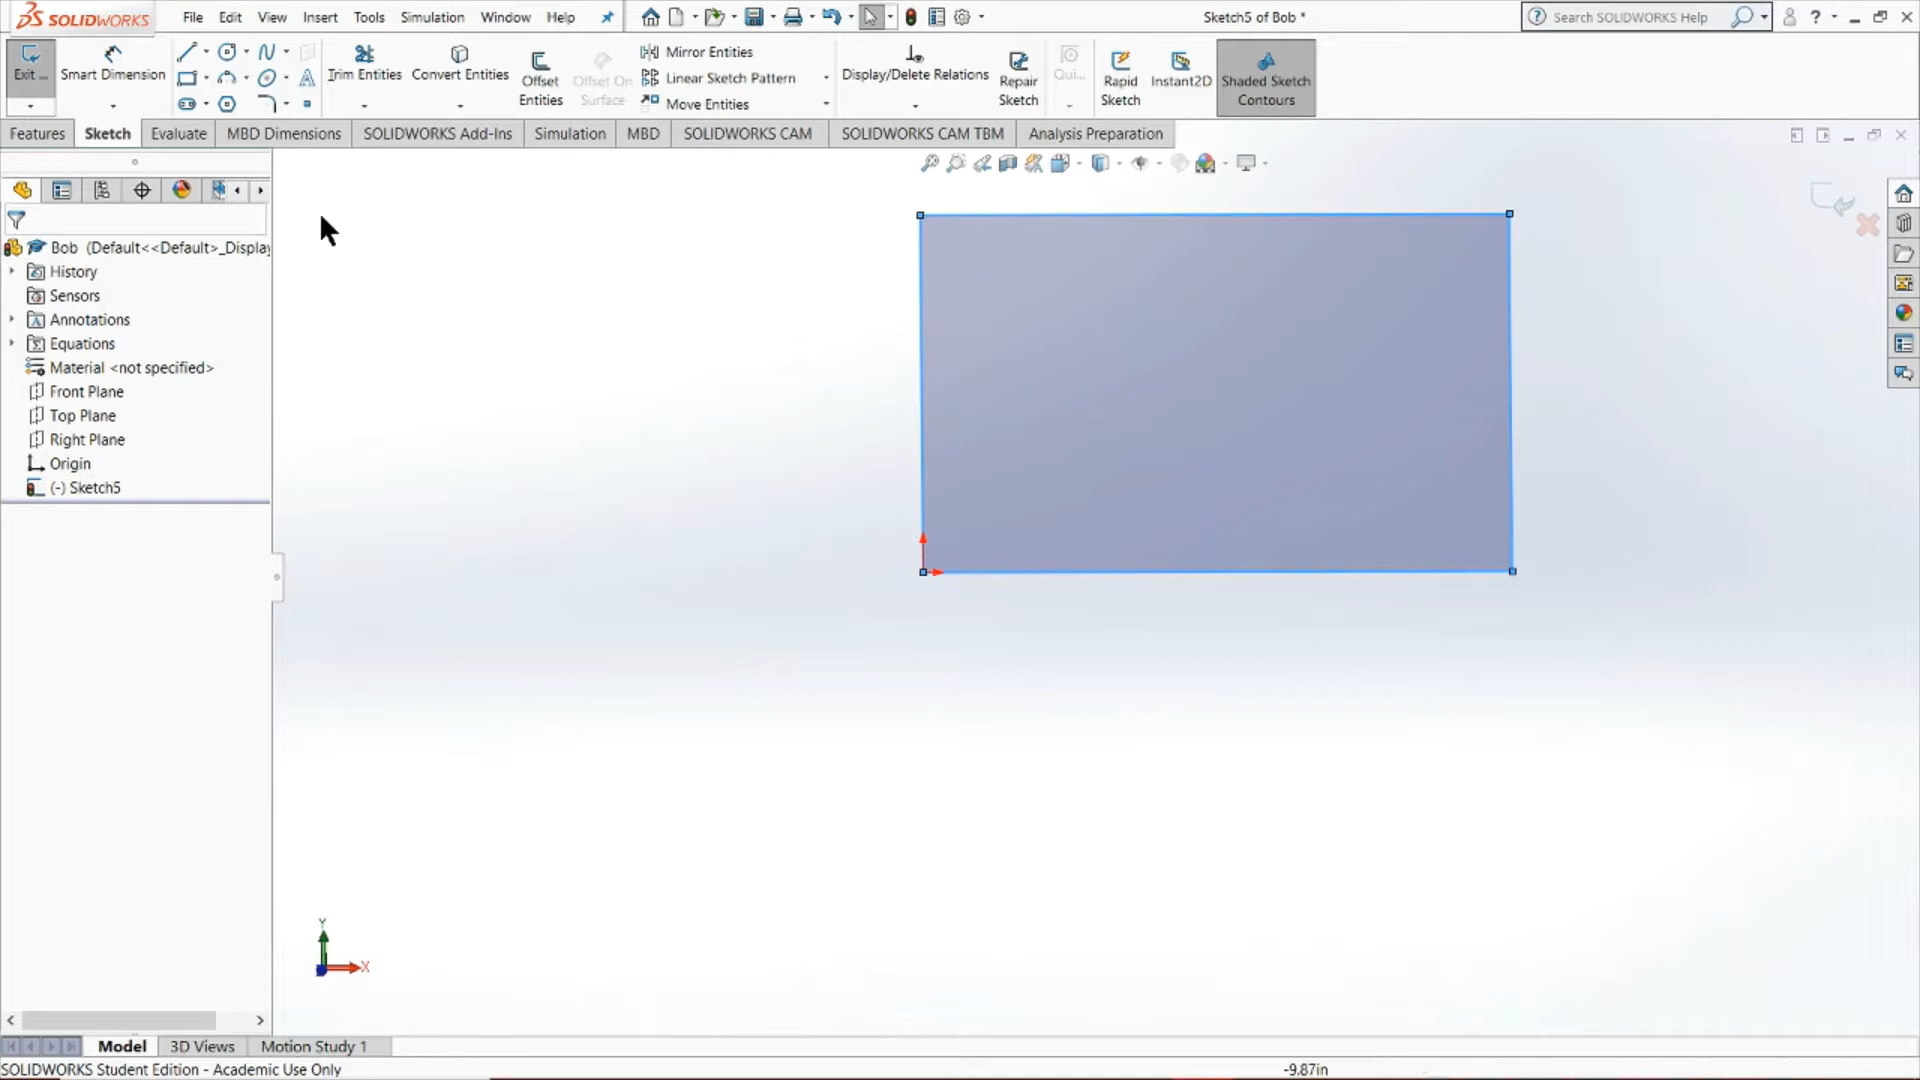 SOLIDWORKS File Edit View Insert Tools Simulation Window Help Sketch5 of Bob * Search SOLIDWORKS Help
Exit ... Smart Dimension Trim Entities Convert Entities Offset Entities Offset On Surface Mirror Entities Display/Delete Relations Repair Sketch Qui... Rapid Sketch Instant2D Shaded Sketch Contours
Linear Sketch Pattern
Move Entities
Features Sketch Evaluate MBD Dimensions SOLIDWORKS Add-Ins Simulation MBD SOLIDWORKS CAM SOLIDWORKS CAM TBM Analysis Preparation
Bob (Default<<Default>_Display
History
Sensors
Annotations
Equations
Material <not specified>
Front Plane
Top Plane
Right Plane
Origin
(-) Sketch5
Y
X
Model 3D Views Motion Study 1
SOLIDWORKS Student Edition - Academic Use Only -9.87in